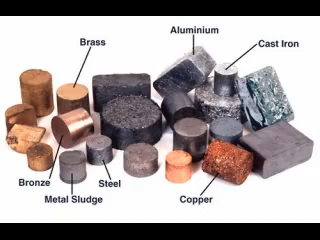 Aluminium
Brass
Cast Iron
Bronze
Steel
Metal Sludge
Copper